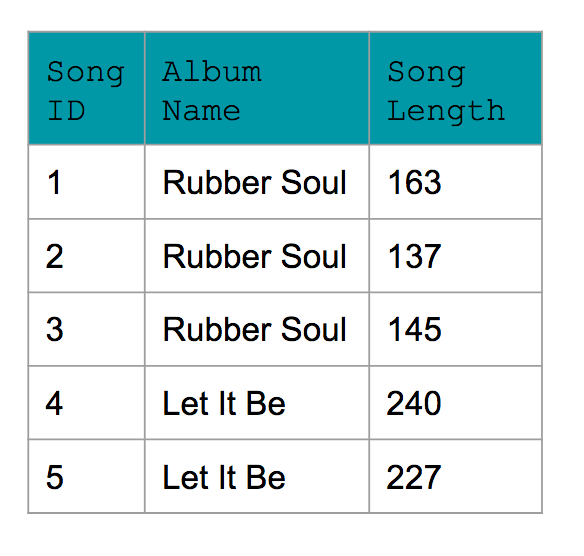 Song Album Song
ID Name Length
1 Rubber Soul 163
2 Rubber Soul 137
3 Rubber Soul 145
4 Let It Be 240
5 Let It Be 227